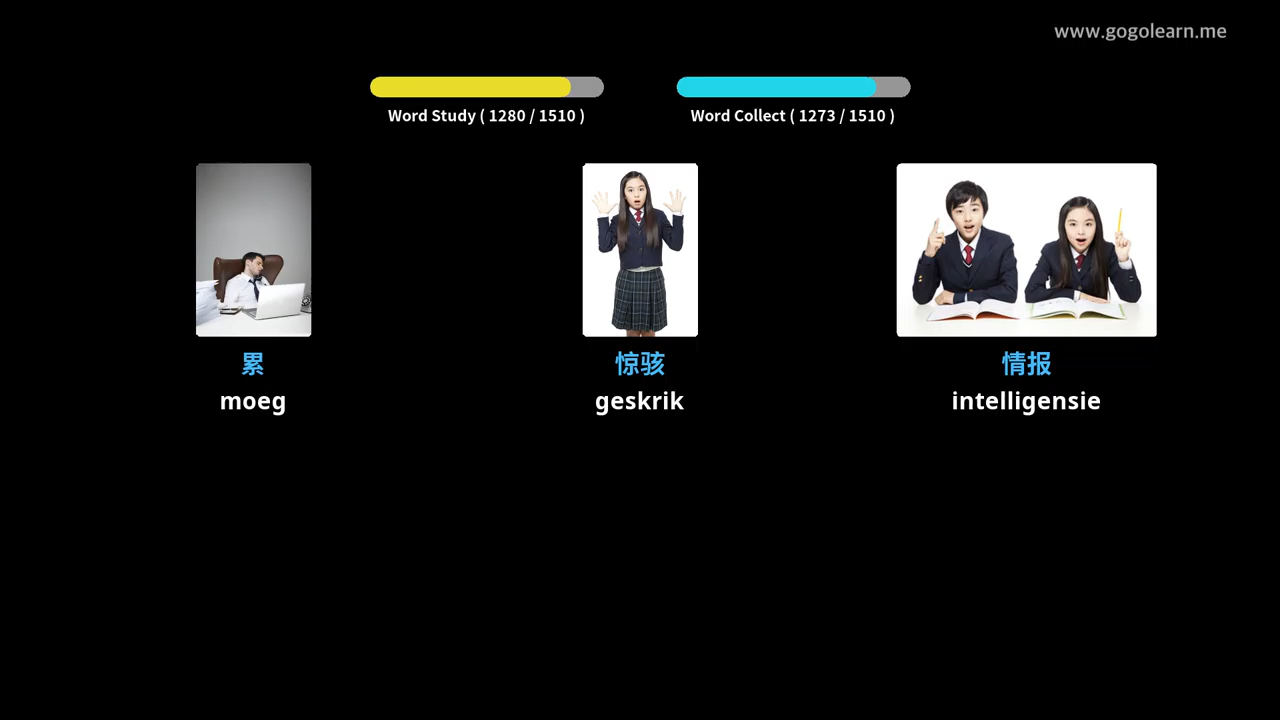 www.gogolearn.me
Word Study ( 1280 / 1510 )
Word Collect ( 1273 / 1510 )
累
moeg
惊骇
geskrik
情报
intelligensie